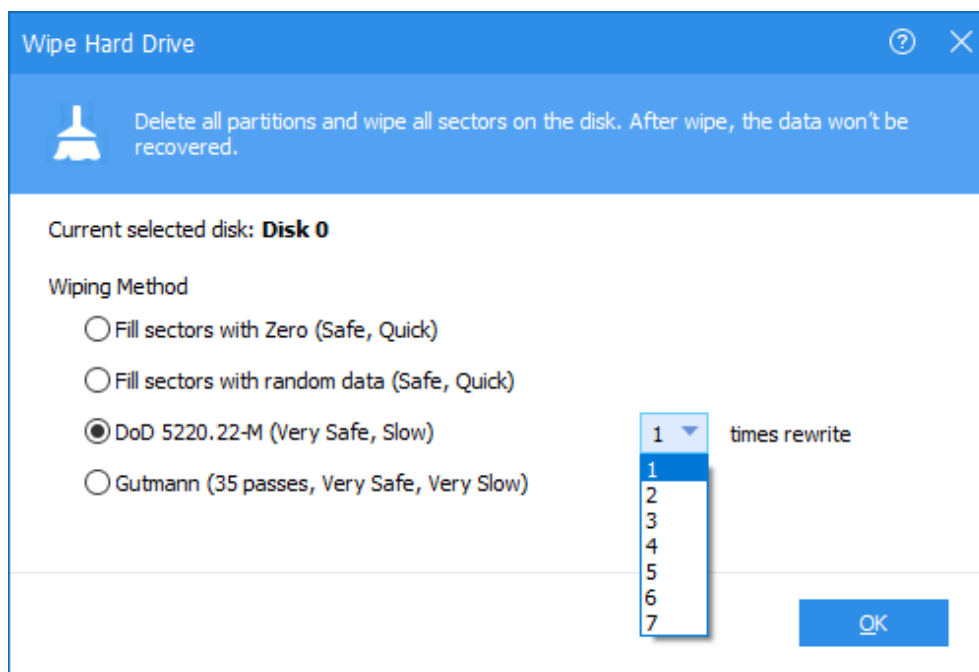 Wipe Hard Drive
Delete all partitions and wipe all sectors on the disk. After wipe, the data won't be
recovered.
Current selected disk: Disk 0
Wiping Method
Fill sectors with Zero (Safe, Quick)
Fill sectors with random data (Safe, Quick)
DoD 5220.22-M (Very Safe, Slow) 1 times rewrite
Gutmann (35 passes, Very Safe, Very Slow)
1
2
3
4
5
6
7
OK